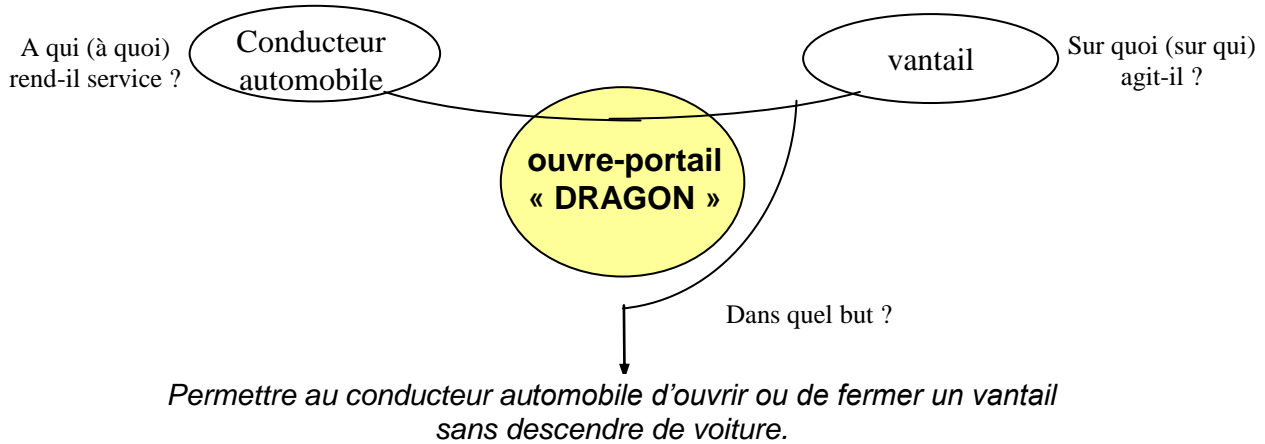 A qui (à quoi)
rend-il service ?
Conducteur
automobile
vantail
Sur quoi (sur qui)
agit-il ?
ouvre-portail
« DRAGON »
Dans quel but ?
Permettre au conducteur automobile d'ouvrir ou de fermer un vantail
sans descendre de voiture.